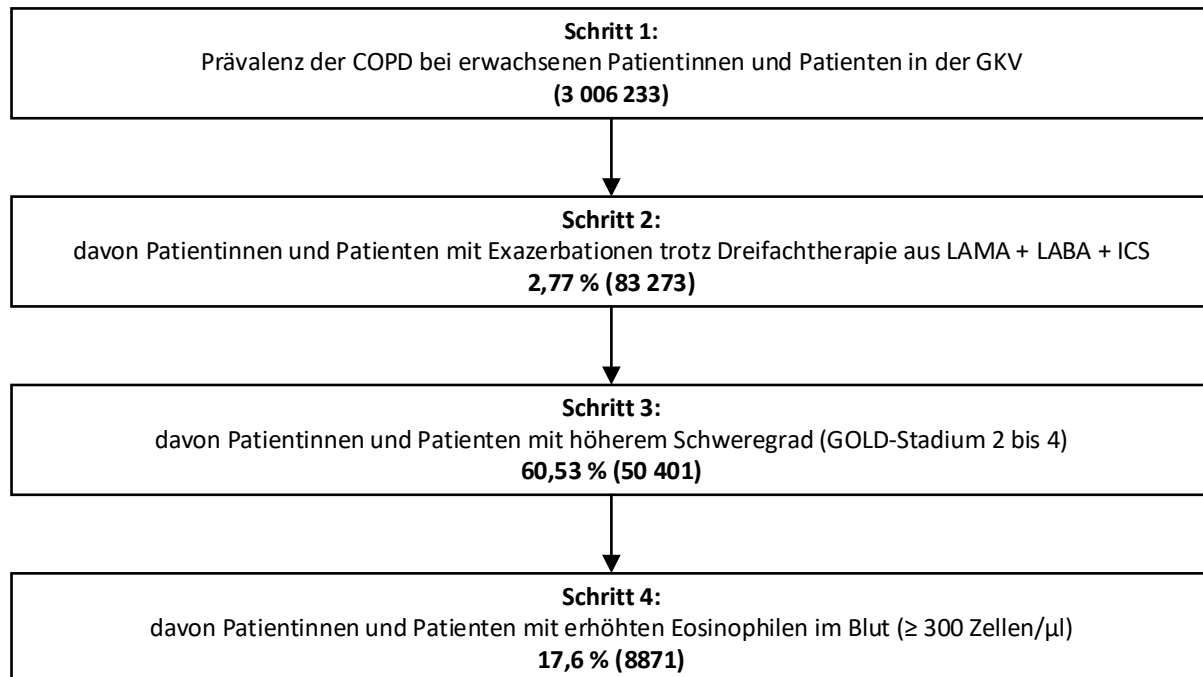 Schritt 1:
Prävalenz der COPD bei erwachsenen Patientinnen und Patienten in der GKV
(3 006 233)
Schritt 2:
davon Patientinnen und Patienten mit Exazerbationen trotz Dreifachtherapie aus LAMA + LABA + ICS
2,77 % (83 273)
Schritt 3:
davon Patientinnen und Patienten mit höherem Schweregrad (GOLD-Stadium 2 bis 4)
60,53 % (50 401)
Schritt 4:
davon Patientinnen und Patienten mit erhöhten Eosinophilen im Blut (≥ 300 Zellen/µl)
17,6 % (8871)